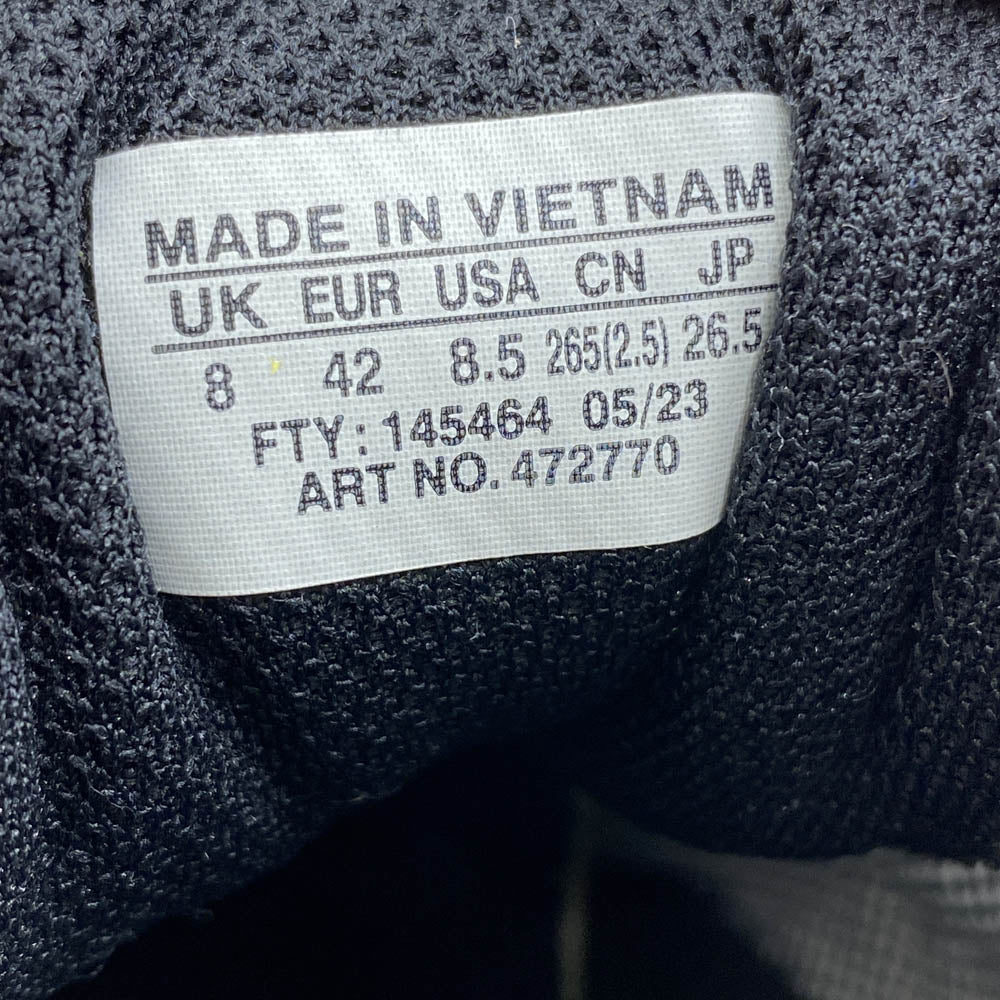 MADE IN VIETNAM
UK EUR USA CN JP
8 42 8.5 265(2.5) 26.5
FTY: 145464 05/23
ART NO. 472770